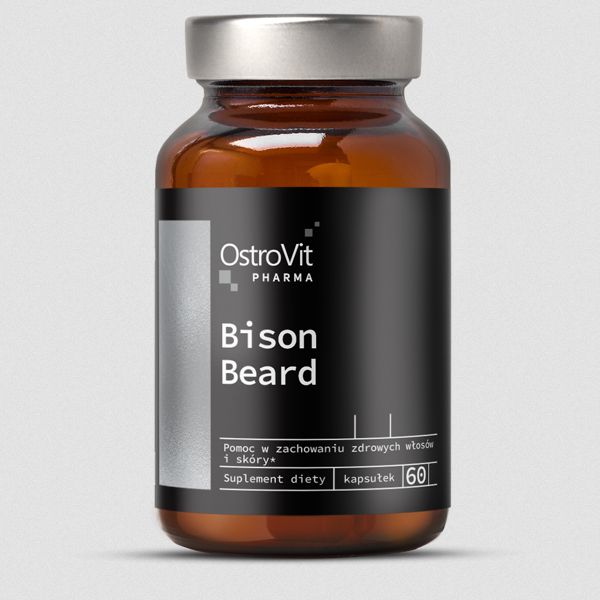 OstroVit
PHARMA
Bison
Beard
Pomoc w zachowaniu zdrowych włosów
i skóry*
Suplement diety
kapsułek 60